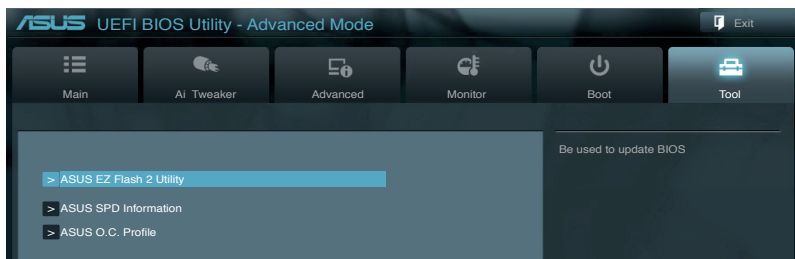 ASUS UEFI BIOS Utility - Advanced Mode
Exit
Main
Ai Tweaker
Advanced
Monitor
Boot
Tool
Be used to update BIOS
> ASUS EZ Flash 2 Utility
> ASUS SPD Information
> ASUS O.C. Profile